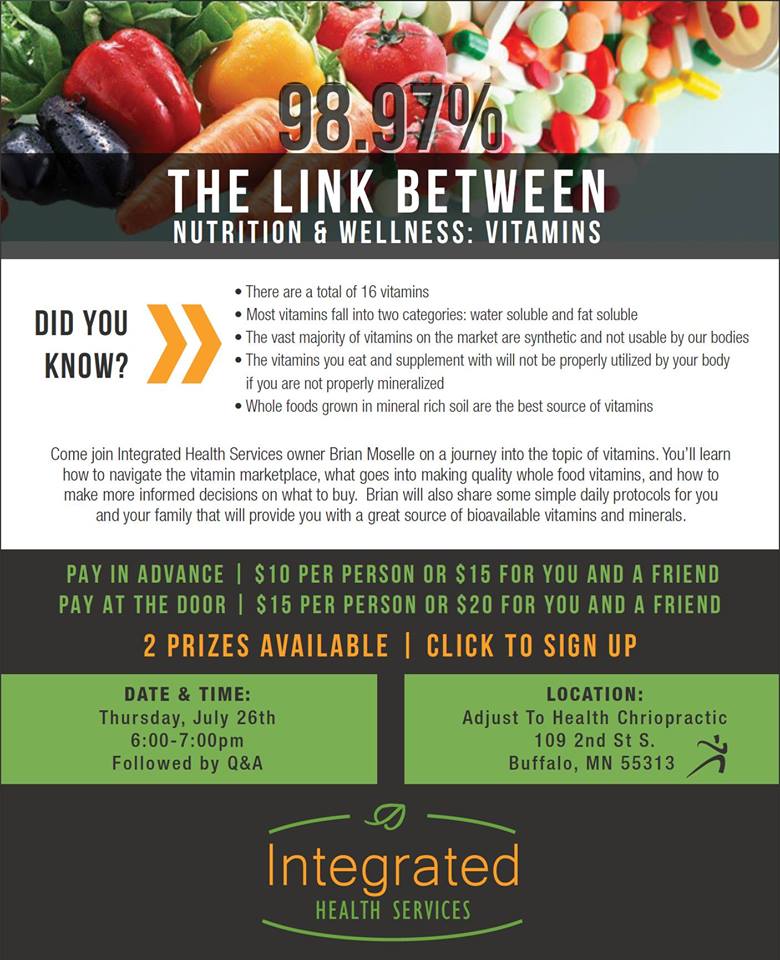 98.97%
THE LINK BETWEEN
NUTRITION & WELLNESS: VITAMINS
DID YOU
KNOW?
• There are a total of 16 vitamins
• Most vitamins fall into two categories: water soluble and fat soluble
• The vast majority of vitamins on the market are synthetic and not usable by our bodies
• The vitamins you eat and supplement with will not be properly utilized by your body
if you are not properly mineralized
• Whole foods grown in mineral rich soil are the best source of vitamins
Come join Integrated Health Services owner Brian Moselle on a journey into the topic of vitamins. You'll learn
how to navigate the vitamin marketplace, what goes into making quality whole food vitamins, and how to
make more informed decisions on what to buy.  Brian will also share some simple daily protocols for you
and your family that will provide you with a great source of bioavailable vitamins and minerals.
PAY IN ADVANCE | $10 PER PERSON OR $15 FOR YOU AND A FRIEND
PAY AT THE DOOR | $15 PER PERSON OR $20 FOR YOU AND A FRIEND
2 PRIZES AVAILABLE | CLICK TO SIGN UP
DATE & TIME:
Thursday, July 26th
6:00-7:00pm
Followed by Q&A
LOCATION:
Adjust To Health Chriopractic
109 2nd St S.
Buffalo, MN 55313
Integrated
HEALTH SERVICES